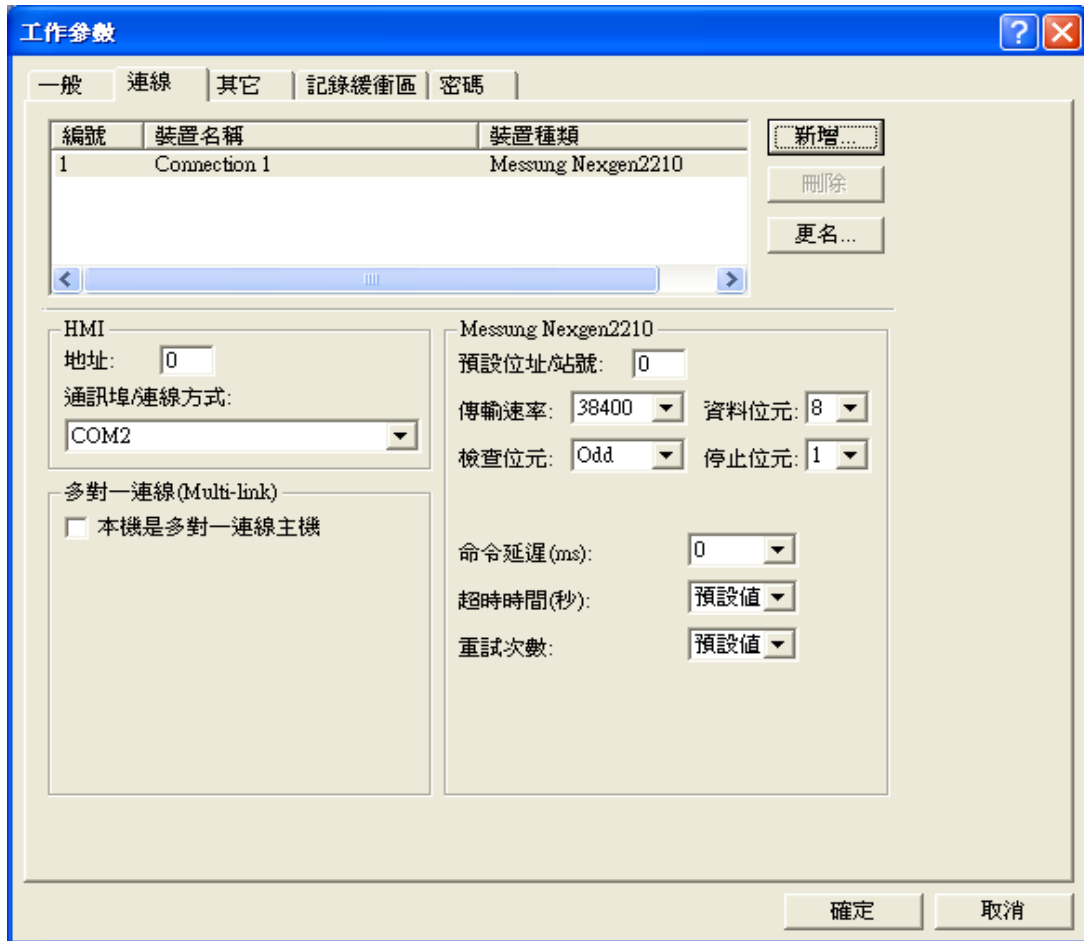 工作參數
一般 連線 其它 記錄緩衝區 密碼
編號 裝置名稱 裝置種類
1 Connection 1 Messung Nexgen2210
新增...
刪除
更名...
HMI
地址: 0
通訊埠/連線方式:
COM2
多對一連線(Multi-link)
本機是多對一連線主機
Messung Nexgen2210
預設位址/站號: 0
傳輸速率: 38400 資料位元: 8
檢查位元: Odd 停止位元: 1
命令延遲(ms): 0
超時時間(秒): 預設值
重試次數: 預設值
確定 取消